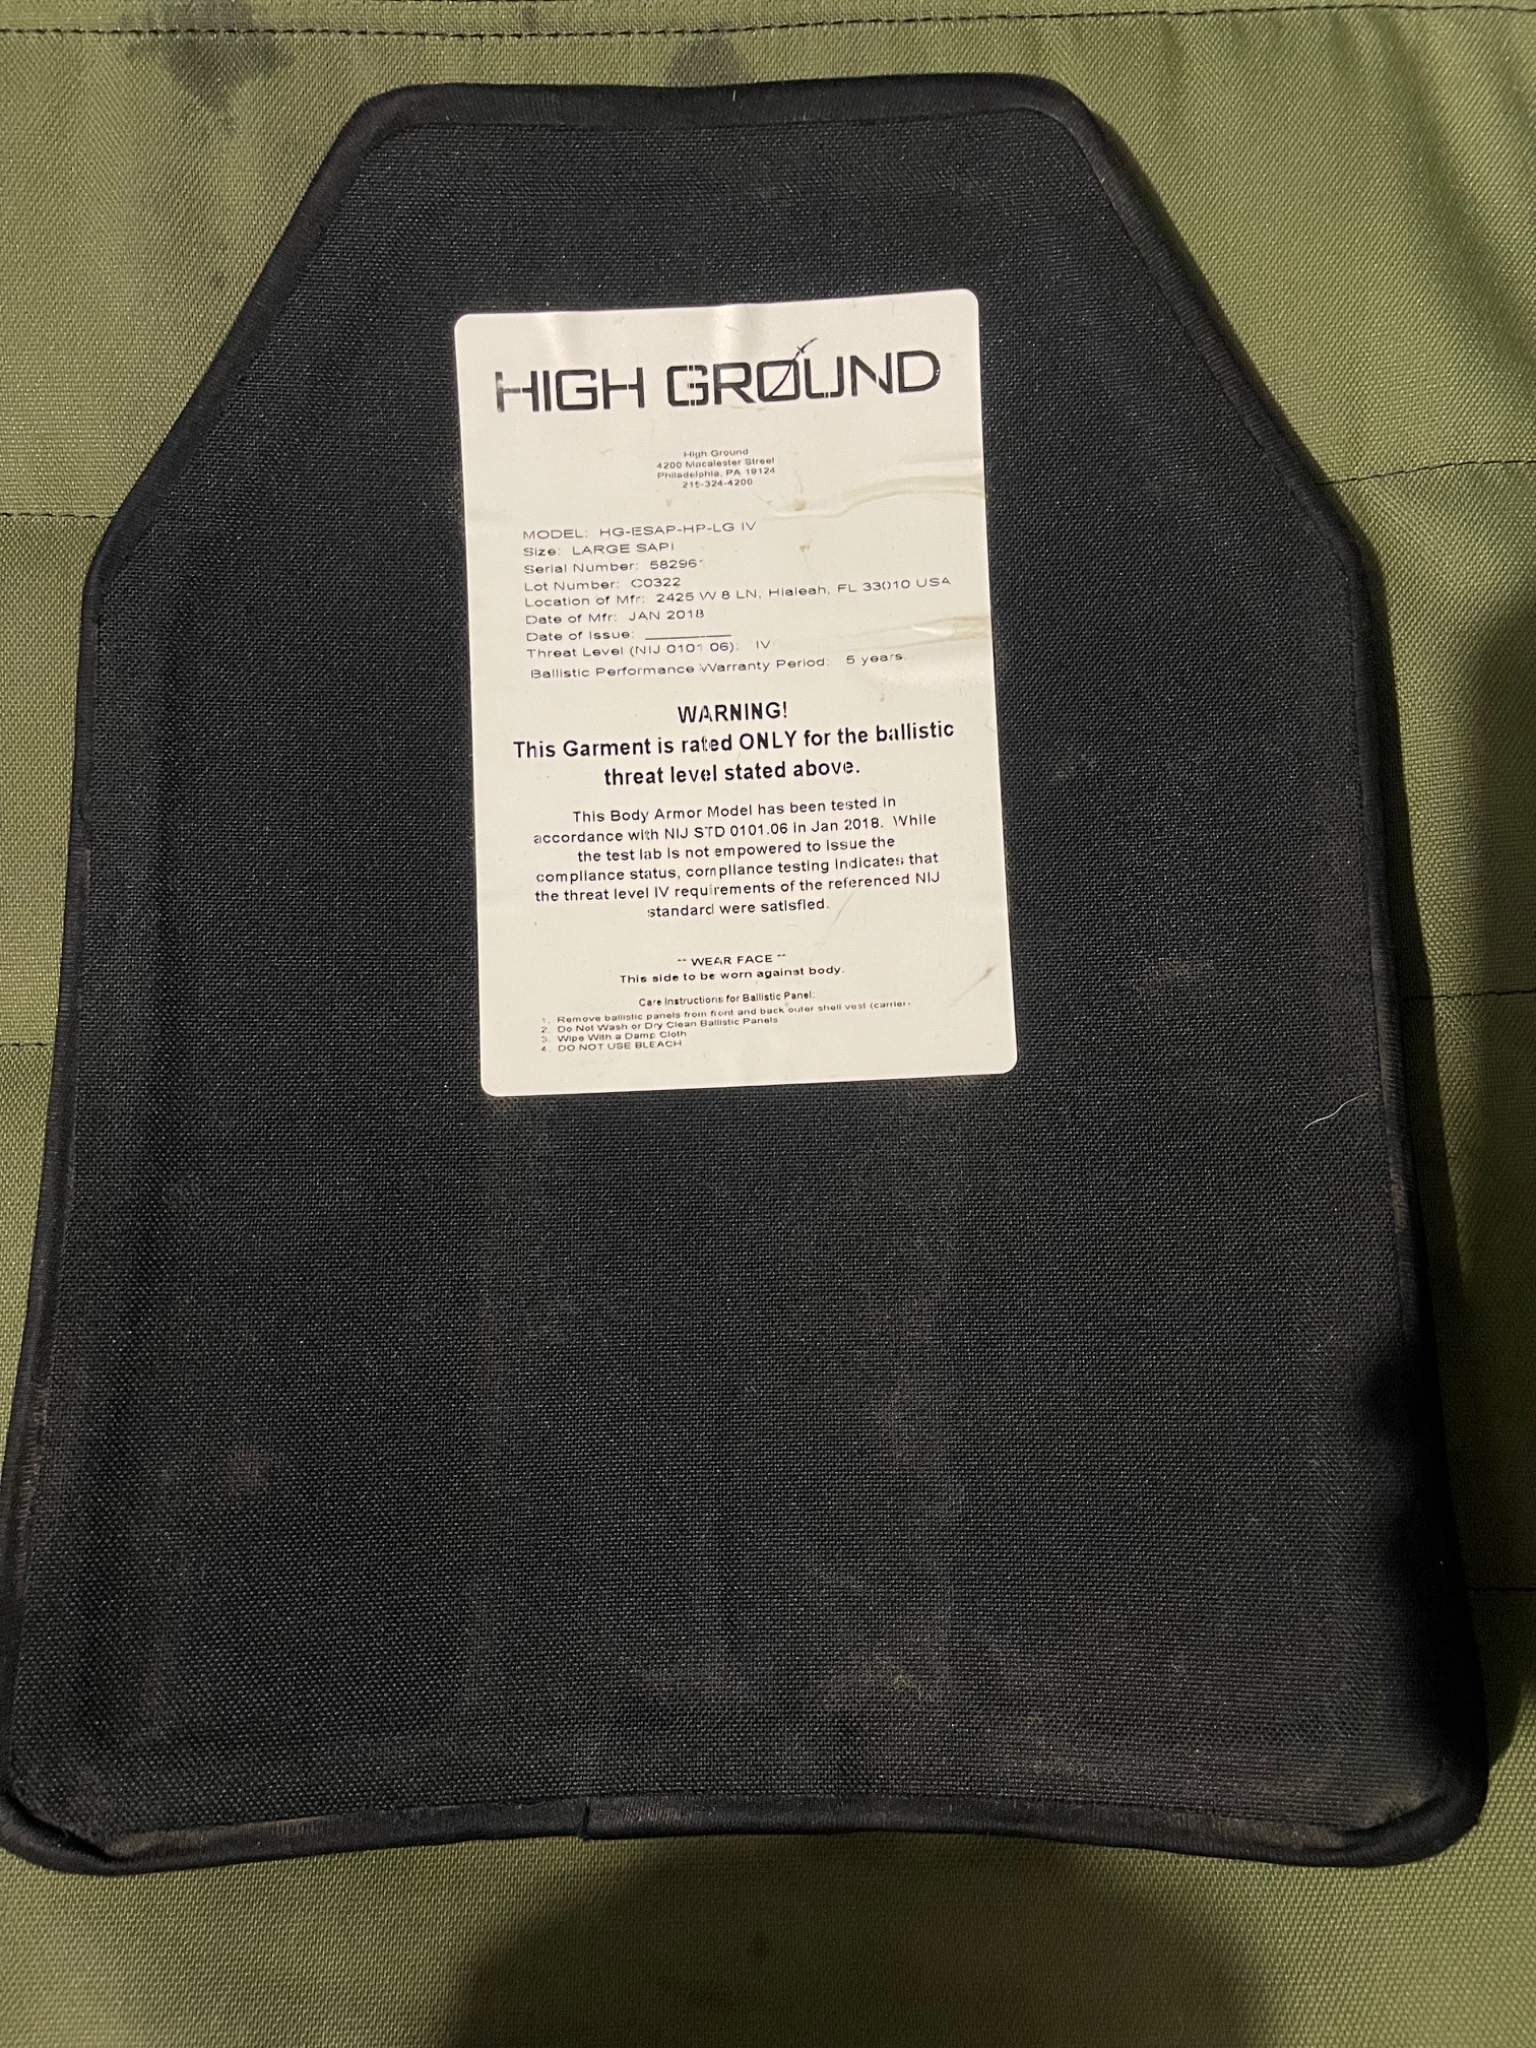 HIGH GRØUND
High Ground
4200 Macalester Street
Philadelphia, PA 19124
215-324-4200
MODEL: HG-ESAP-HP-LG IV
Size: LARGE SAPI
Serial Number: 58296
Lot Number: C0322
Location of Mfr: 2425 W 8 LN, Hialeah, FL 33010 USA
Date of Mfr: JAN 2018
Date of Issue: __________
Threat Level (NIJ 0101.06): IV
Ballistic Performance Warranty Period: 5 years.
WARNING!
This Garment is rated ONLY for the ballistic
threat level stated above.
This Body Armor Model has been tested in
accordance with NIJ STD 0101.06 in Jan 2018. While
the test lab is not empowered to issue the
compliance status, compliance testing indicates that
the threat level IV requirements of the referenced NIJ
standard were satisfied.
-- WEAR FACE --
This side to be worn against body.
Care Instructions for Ballistic Panel:
1. Remove ballistic panels from front and back outer shell vest (carrier.
2. Do Not Wash or Dry Clean Ballistic Panels
3. Wipe With a Damp Cloth
4. DO NOT USE BLEACH.